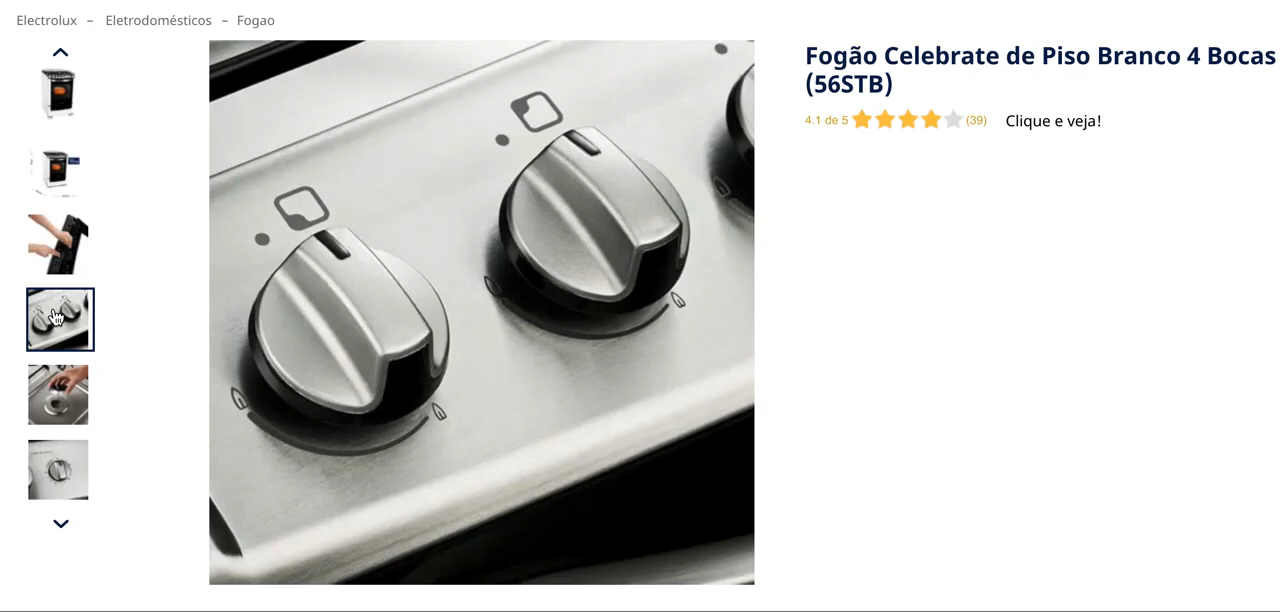 Electrolux – Eletrodomésticos – Fogao
Fogão Celebrate de Piso Branco 4 Bocas
(56STB)
4.1 de 5 (39) Clique e veja!